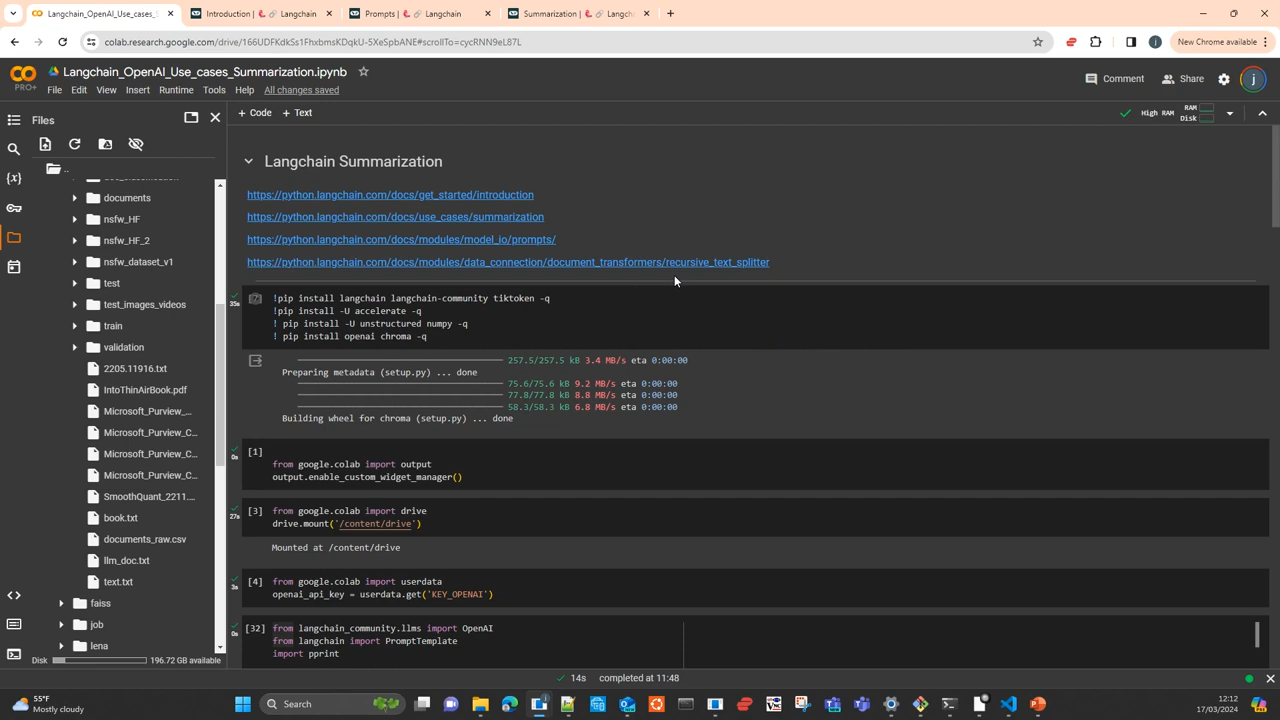 Langchain_OpenAI_Use_cases_S
Introduction | Langchain
Prompts | Langchain
Summarization | Langcha
colab.research.google.com/drive/166UDFKdkSs1FhxbmsKDqkU-5XeSpbANE#scrollTo=cycRNN9eL87L
New Chrome available
CO
PRO+
Langchain_OpenAI_Use_cases_Summarization.ipynb
File Edit View Insert Runtime Tools Help All changes saved
Comment
Share
j
Files
+ Code + Text
High RAM
RAM
Disk
..
documents
nsfw_HF
nsfw_HF_2
nsfw_dataset_v1
test
test_images_videos
train
validation
2205.11916.txt
IntoThinAirBook.pdf
Microsoft_Purview_...
Microsoft_Purview_C...
Microsoft_Purview_C...
Microsoft_Purview_C...
SmoothQuant_2211....
book.txt
documents_raw.csv
llm_doc.txt
text.txt
faiss
job
lena
Disk 196.72 GB available
Langchain Summarization
https://python.langchain.com/docs/get_started/introduction
https://python.langchain.com/docs/use_cases/summarization
https://python.langchain.com/docs/modules/model_io/prompts/
https://python.langchain.com/docs/modules/data_connection/document_transformers/recursive_text_splitter
35s
!pip install langchain langchain-community tiktoken -q
!pip install -U accelerate -q
! pip install -U unstructured numpy -q
! pip install openai chroma -q
257.5/257.5 kB 3.4 MB/s eta 0:00:00
Preparing metadata (setup.py) ... done
75.6/75.6 kB 9.2 MB/s eta 0:00:00
77.8/77.8 kB 8.8 MB/s eta 0:00:00
58.3/58.3 kB 6.8 MB/s eta 0:00:00
Building wheel for chroma (setup.py) ... done
[1]
0s
from google.colab import output
output.enable_custom_widget_manager()
[3] from google.colab import drive
27s
drive.mount('/content/drive')
Mounted at /content/drive
[4] from google.colab import userdata
3s
openai_api_key = userdata.get('KEY_OPENAI')
[32] from langchain_community.llms import OpenAI
0s
from langchain import PromptTemplate
import pprint
14s completed at 11:48
55°F
Mostly cloudy
Search
12:12
17/03/2024